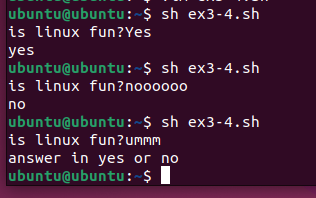 ubuntu@ubuntu:~$ sh ex3-4.sh
is linux fun?Yes
yes
ubuntu@ubuntu:~$ sh ex3-4.sh
is linux fun?noooooo
no
ubuntu@ubuntu:~$ sh ex3-4.sh
is linux fun?ummm
answer in yes or no
ubuntu@ubuntu:~$